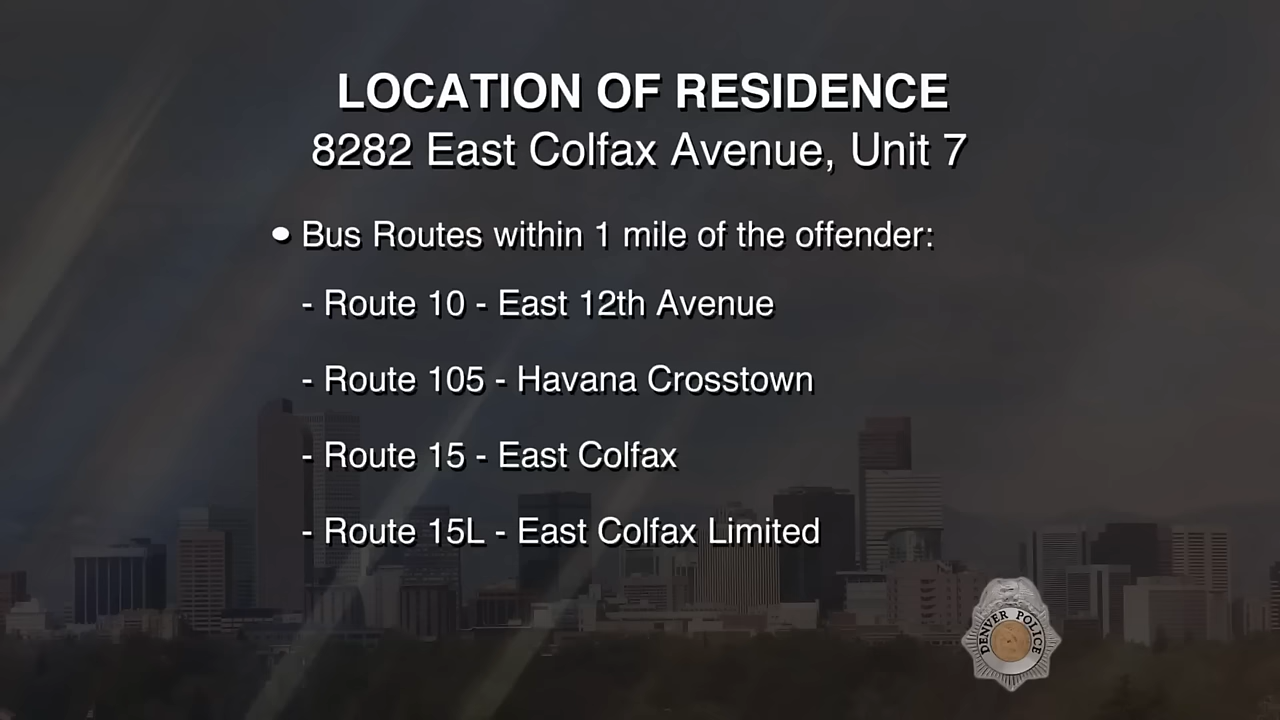 LOCATION OF RESIDENCE
8282 East Colfax Avenue, Unit 7
• Bus Routes within 1 mile of the offender:
- Route 10 - East 12th Avenue
- Route 105 - Havana Crosstown
- Route 15 - East Colfax
- Route 15L - East Colfax Limited
DENVER POLICE